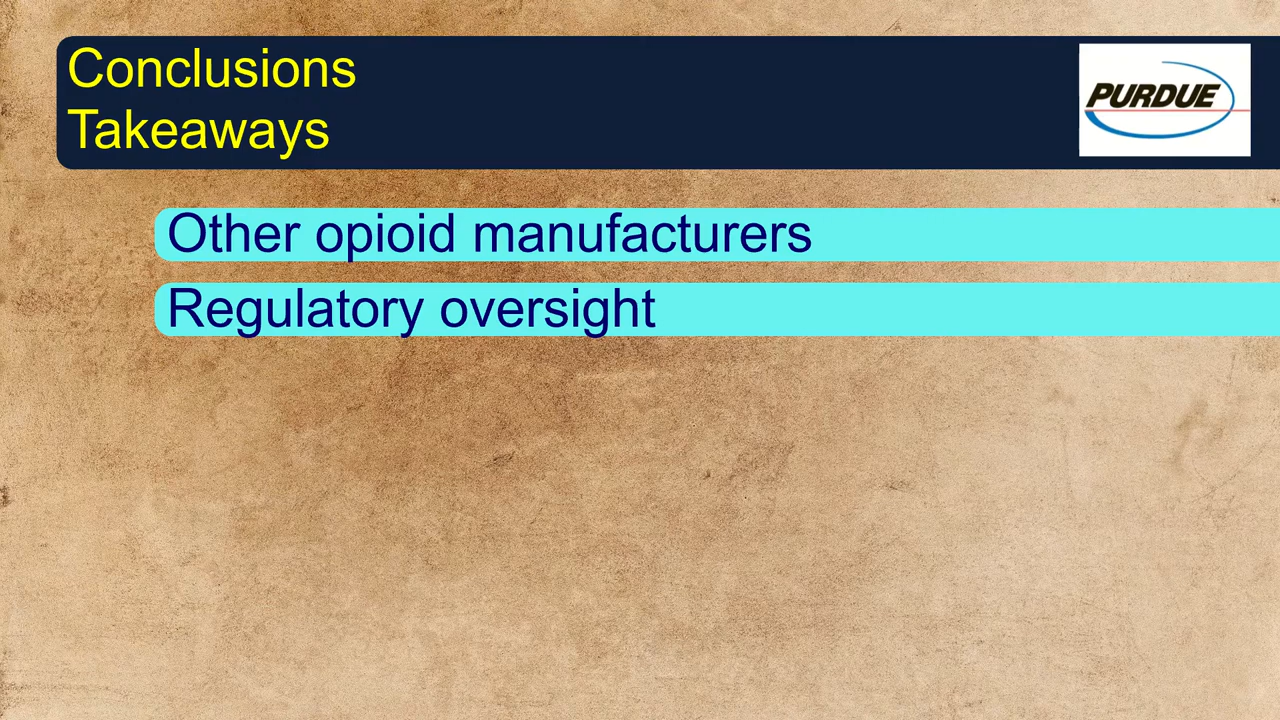 Conclusions
Takeaways
PURDUE
Other opioid manufacturers
Regulatory oversight